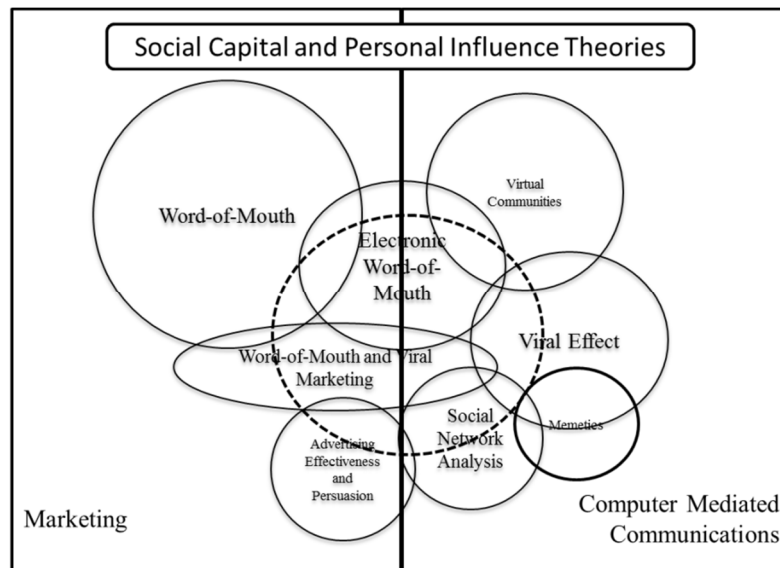 Social Capital and Personal Influence Theories
Word-of-Mouth
Virtual
Communities
Electronic
Word-of-
Mouth
Viral Effect
Word-of-Mouth and Viral
Marketing
Social
Network
Analysis
Memetics
Advertising
Effectiveness
and
Persuasion
Marketing
Computer Mediated
Communications